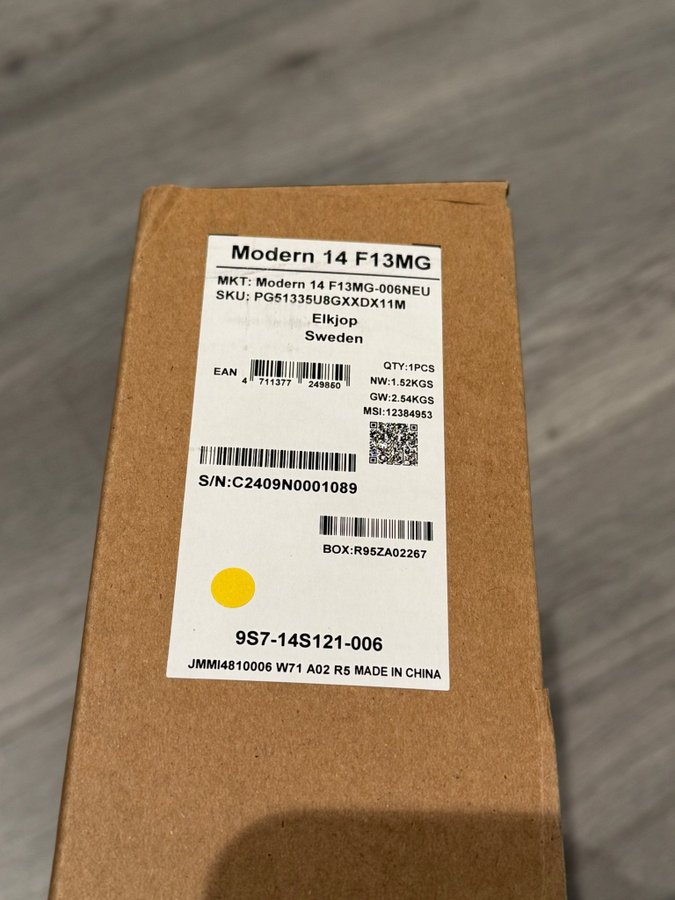 Modern 14 F13MG
MKT: Modern 14 F13MG-006NEU
SKU: PG51335U8GXXDX11M
Elkjop
Sweden
EAN
4 711377 249860
QTY:1PCS
NW:1.52KGS
GW:2.54KGS
MSI:12384953
S/N:C2409N0001089
BOX:R95ZA02267
9S7-14S121-006
JMMI4810006 W71 A02 R5 MADE IN CHINA